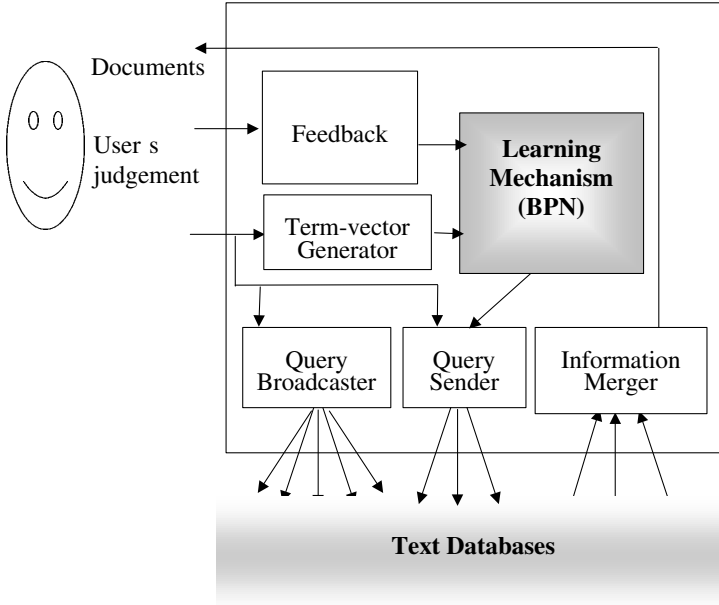 Documents
User s
judgement
Feedback
Learning
Mechanism
(BPN)
Term-vector
Generator
Query
Broadcaster
Query
Sender
Information
Merger
Text Databases